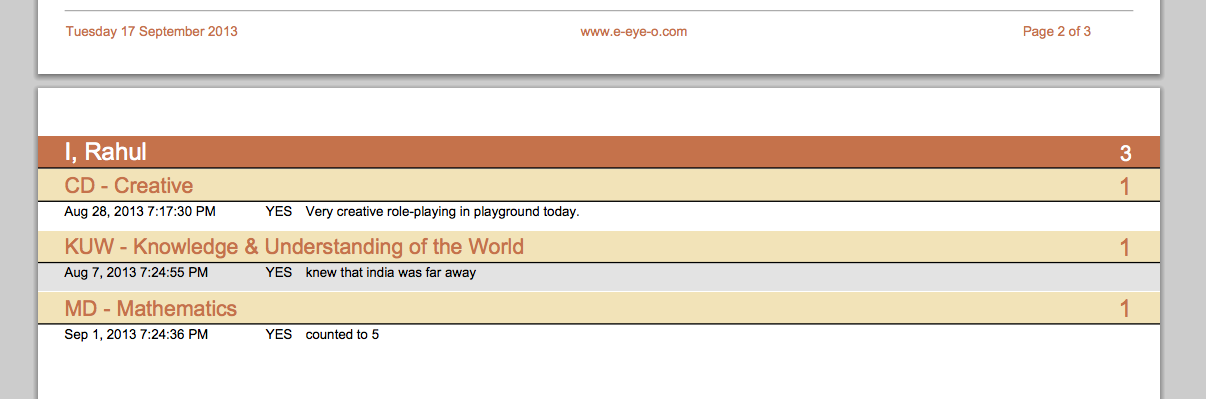 Tuesday 17 September 2013 www.e-eye-o.com Page 2 of 3
I, Rahul 3
CD - Creative 1
Aug 28, 2013 7:17:30 PM YES Very creative role-playing in playground today.
KUW - Knowledge & Understanding of the World 1
Aug 7, 2013 7:24:55 PM YES knew that india was far away
MD - Mathematics 1
Sep 1, 2013 7:24:36 PM YES counted to 5